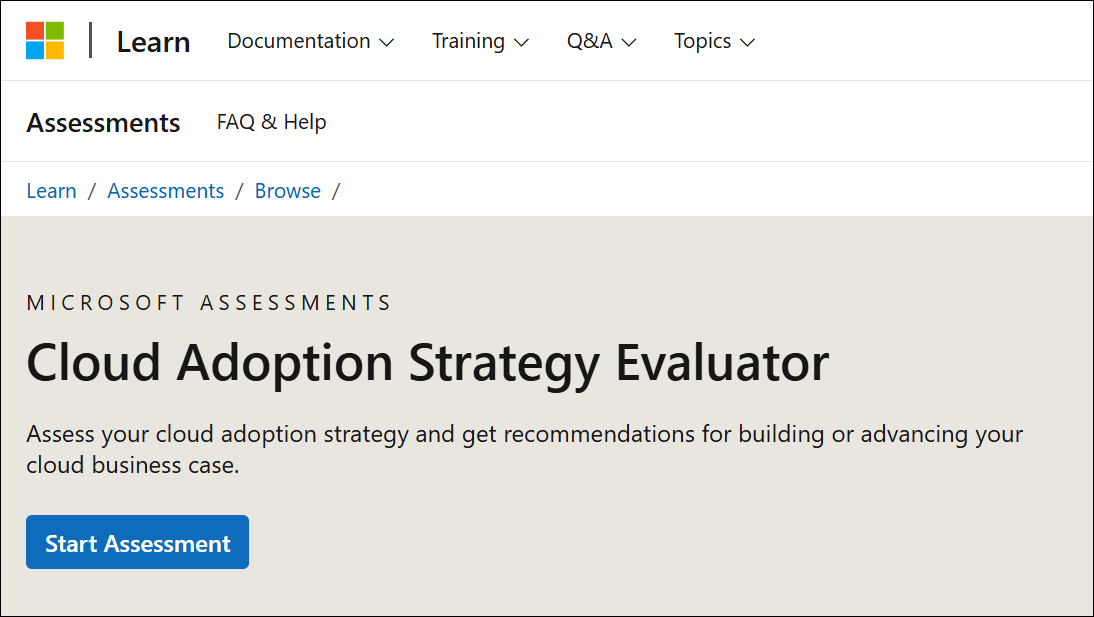 Learn Documentation Training Q&A Topics
Assessments FAQ & Help
Learn / Assessments / Browse /
MICROSOFT ASSESSMENTS
Cloud Adoption Strategy Evaluator
Assess your cloud adoption strategy and get recommendations for building or advancing your
cloud business case.
Start Assessment